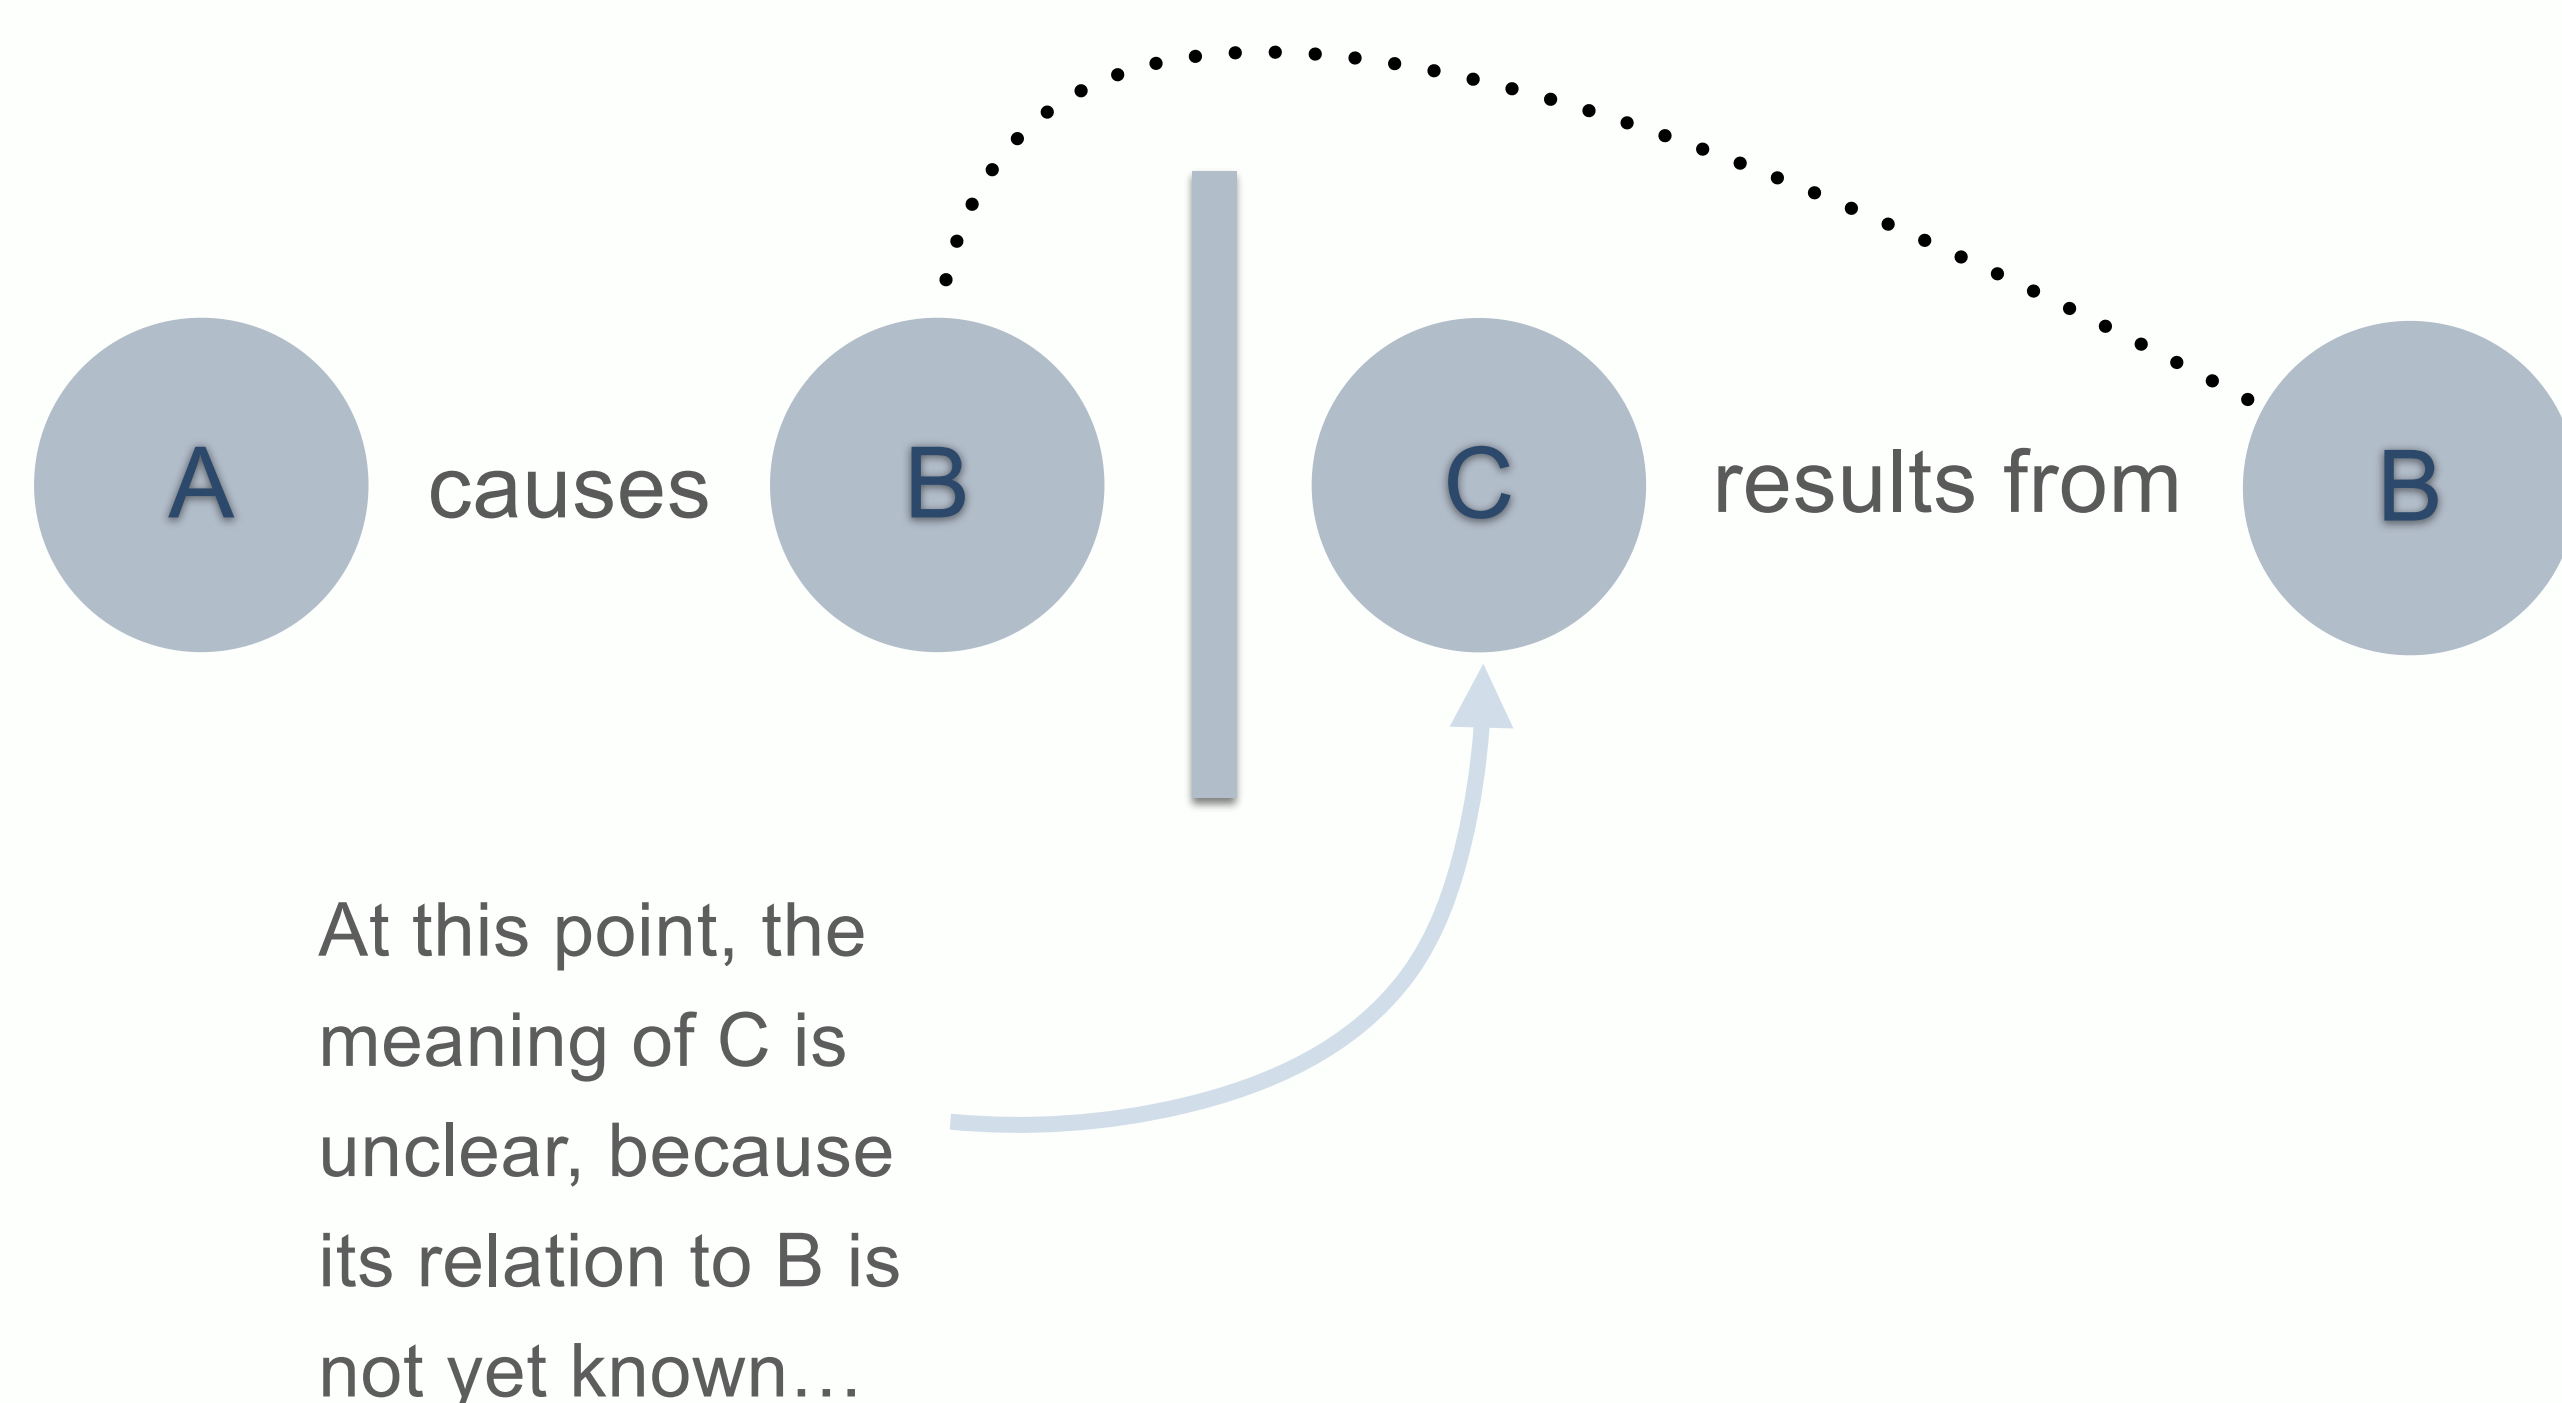 A causes B C results from B
At this point, the
meaning of C is
unclear, because
its relation to B is
not yet known…